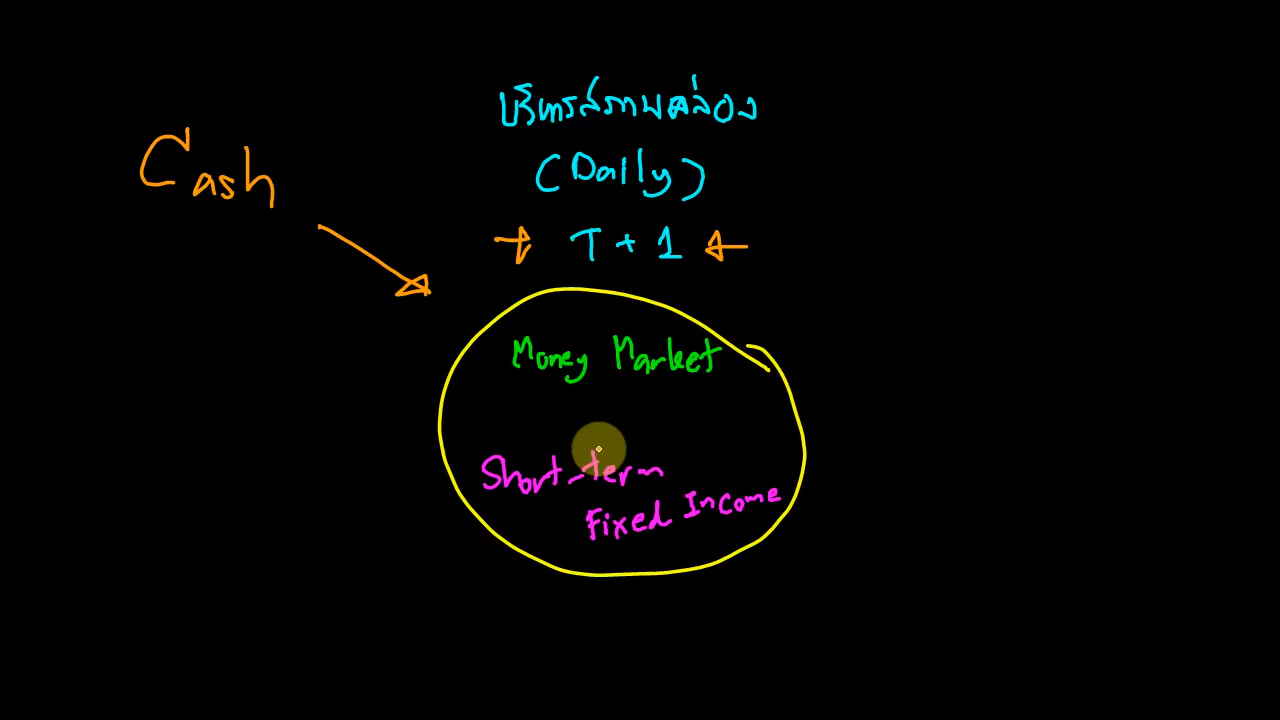 บริหารสภาพคล่อง
(Daily)
Cash
T + 1
Money Market
Short-term
Fixed Income